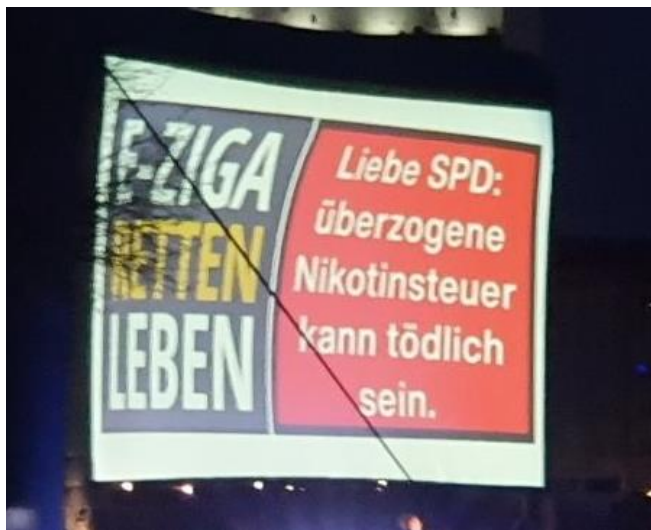 E-ZIGA
RETTEN
LEBEN
Liebe SPD:
überzogene
Nikotinsteuer
kann tödlich
sein.